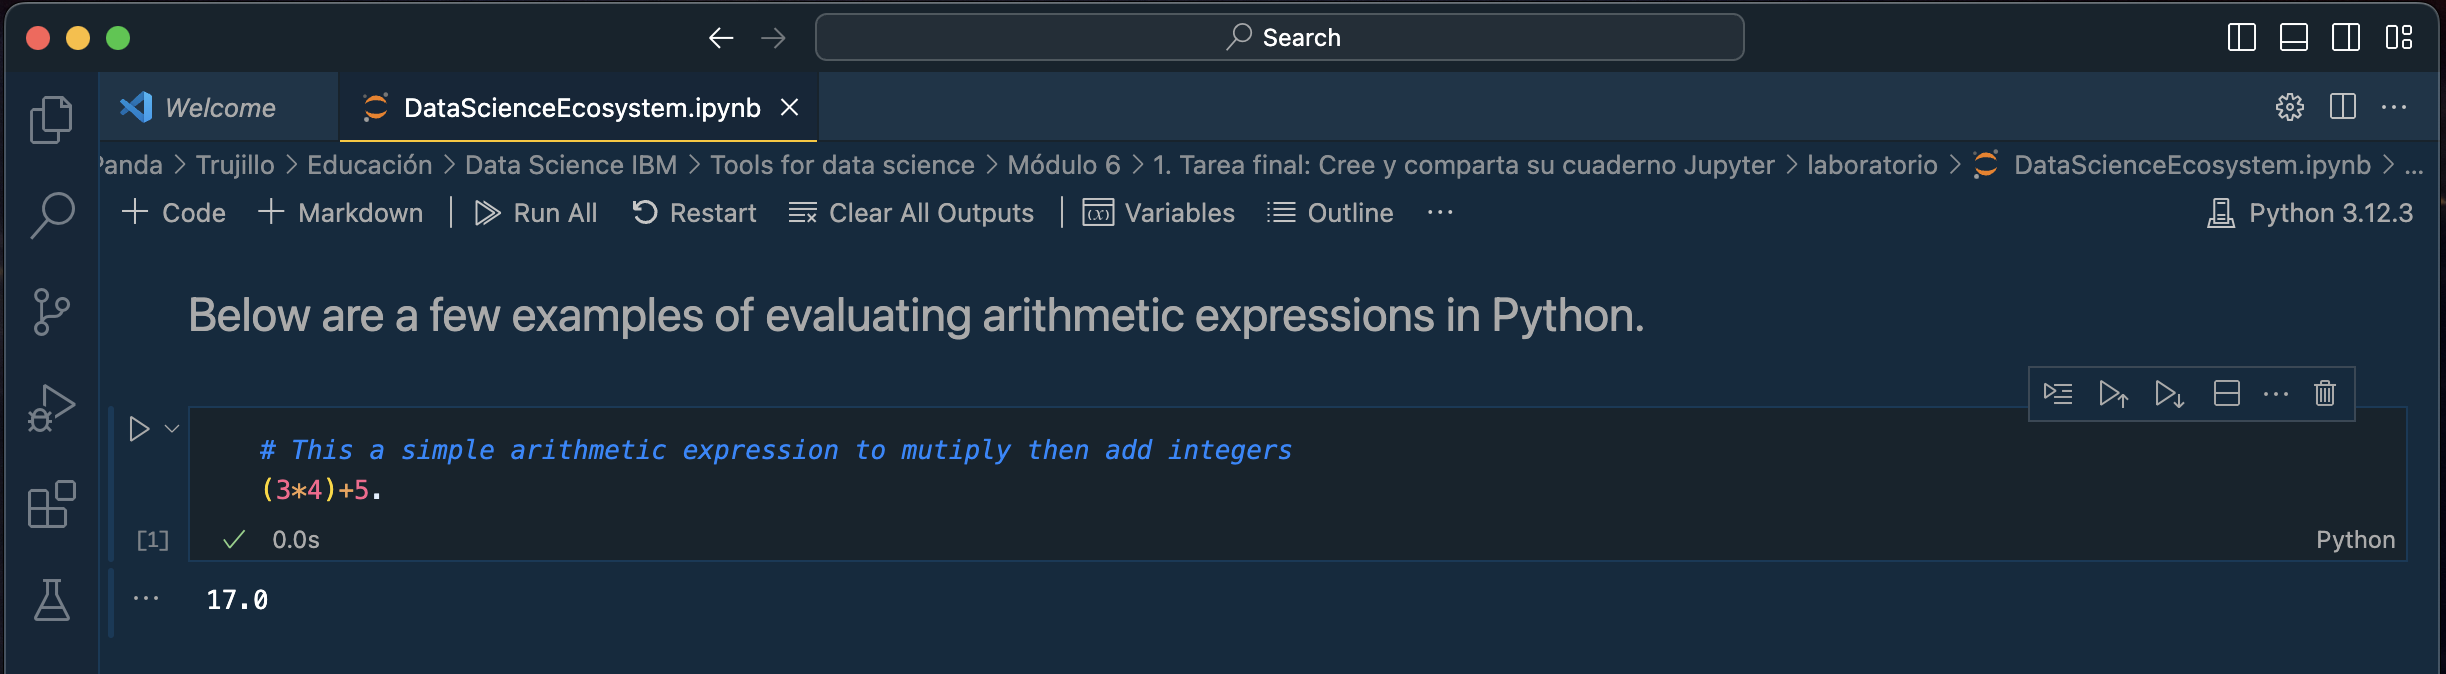 Search
Welcome
DataScienceEcosystem.ipynb
Panda > Trujillo > Educación > Data Science IBM > Tools for data science > Módulo 6 > 1. Tarea final: Cree y comparta su cuaderno Jupyter > laboratorio > DataScienceEcosystem.ipynb > ...
+ Code + Markdown | Run All Restart Clear All Outputs | Variables Outline ... Python 3.12.3
Below are a few examples of evaluating arithmetic expressions in Python.
# This a simple arithmetic expression to mutiply then add integers
(3*4)+5.
[1] ✓ 0.0s Python
... 17.0